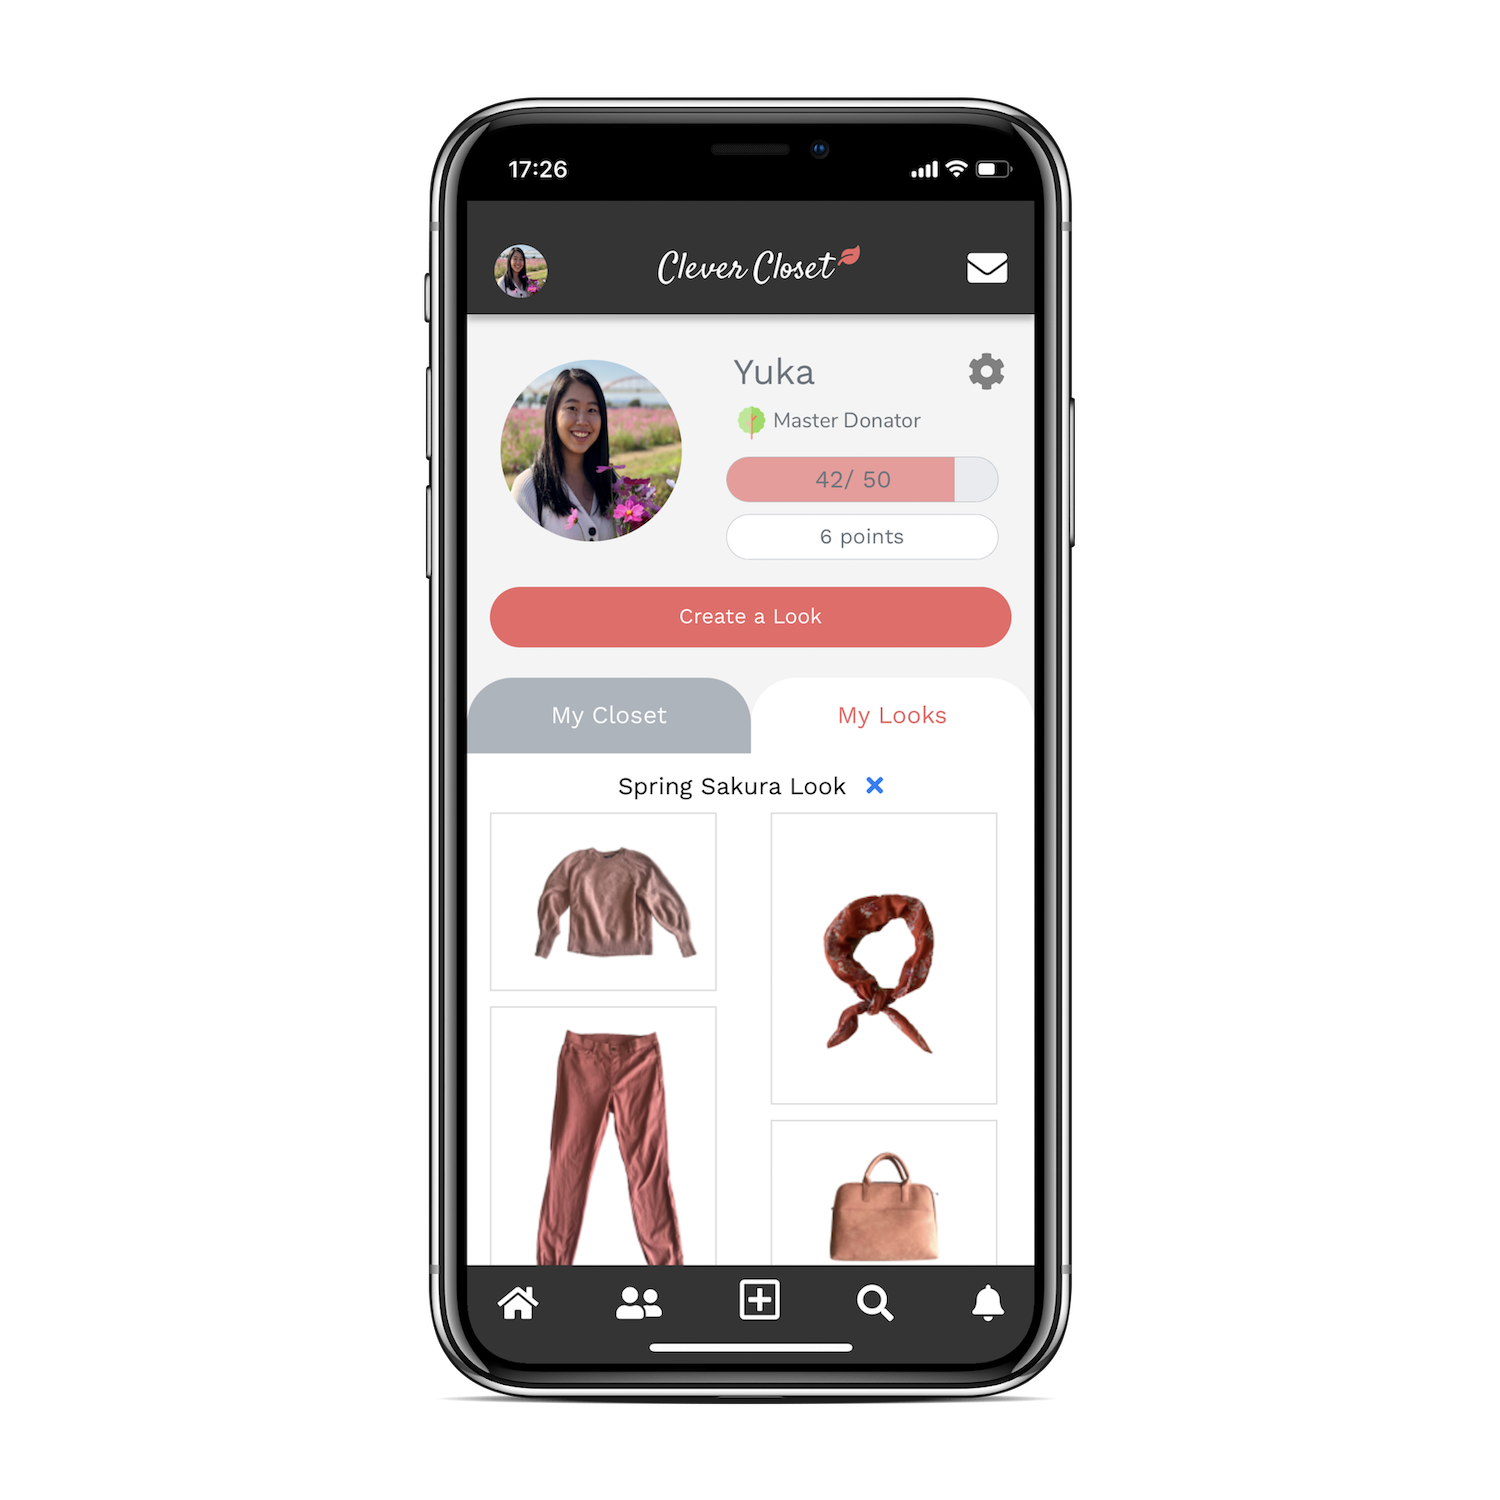 17:26
Clever Closet
Yuka
Master Donator
42/ 50
6 points
Create a Look
My Closet
My Looks
Spring Sakura Look